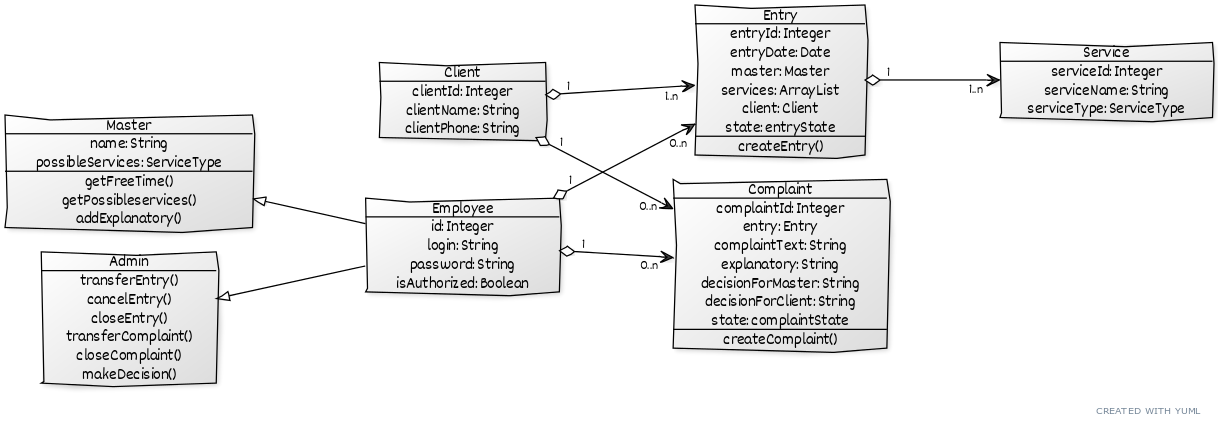 Master
name: String
possibleServices: ServiceType
getFreeTime()
getPossibleservices()
addExplanatory()
Admin
transferEntry()
cancelEntry()
closeEntry()
transferComplaint()
closeComplaint()
makeDecision()
Client
clientId: Integer
clientName: String
clientPhone: String
1
1..n
1
0..n
Employee
id: Integer
login: String
password: String
isAuthorized: Boolean
1
0..n
1
0..n
Entry
entryId: Integer
entryDate: Date
master: Master
services: ArrayList
client: Client
state: entryState
createEntry()
1
1..n
Complaint
complaintId: Integer
entry: Entry
complaintText: String
explanatory: String
decisionForMaster: String
decisionForClient: String
state: complaintState
createComplaint()
Service
serviceId: Integer
serviceName: String
serviceType: ServiceType
CREATED WITH YUML